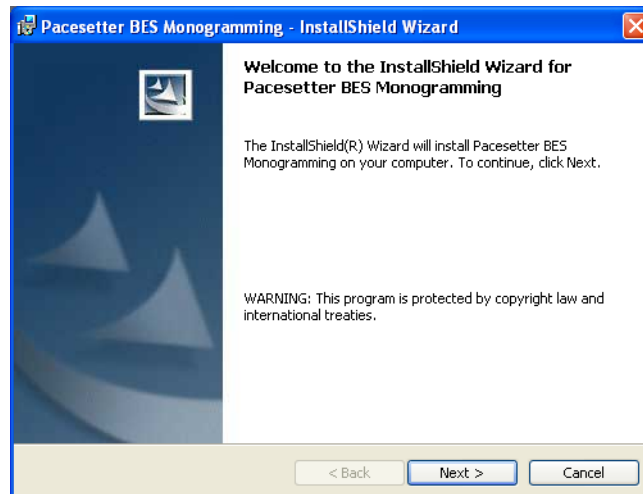 Pacesetter BES Monogramming - InstallShield Wizard
Welcome to the InstallShield Wizard for
Pacesetter BES Monogramming
The InstallShield(R) Wizard will install Pacesetter BES
Monogramming on your computer. To continue, click Next.
WARNING: This program is protected by copyright law and
international treaties.
< Back
Next >
Cancel